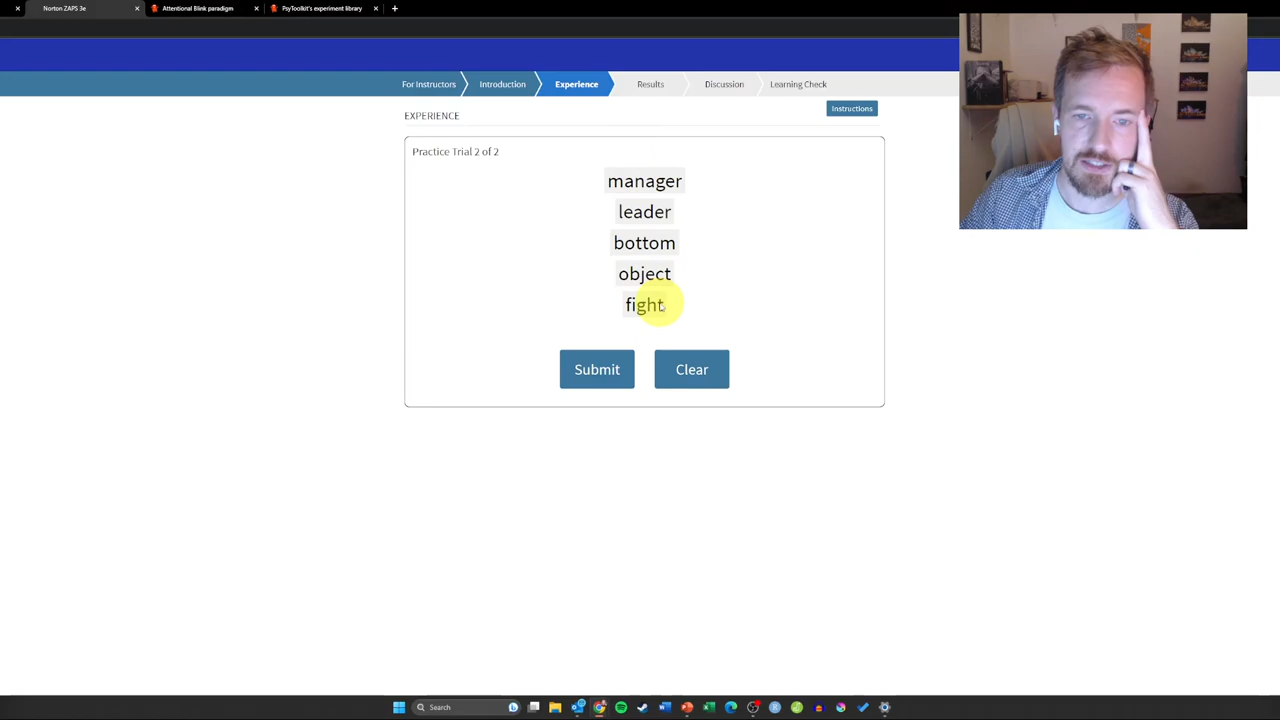 Norton ZAPS 3e
Attentional Blink paradigm
PsyToolkit's experiment library
For Instructors
Introduction
Experience
Results
Discussion
Learning Check
Instructions
EXPERIENCE
Practice Trial 2 of 2
manager
leader
bottom
object
fight
Submit
Clear
Search